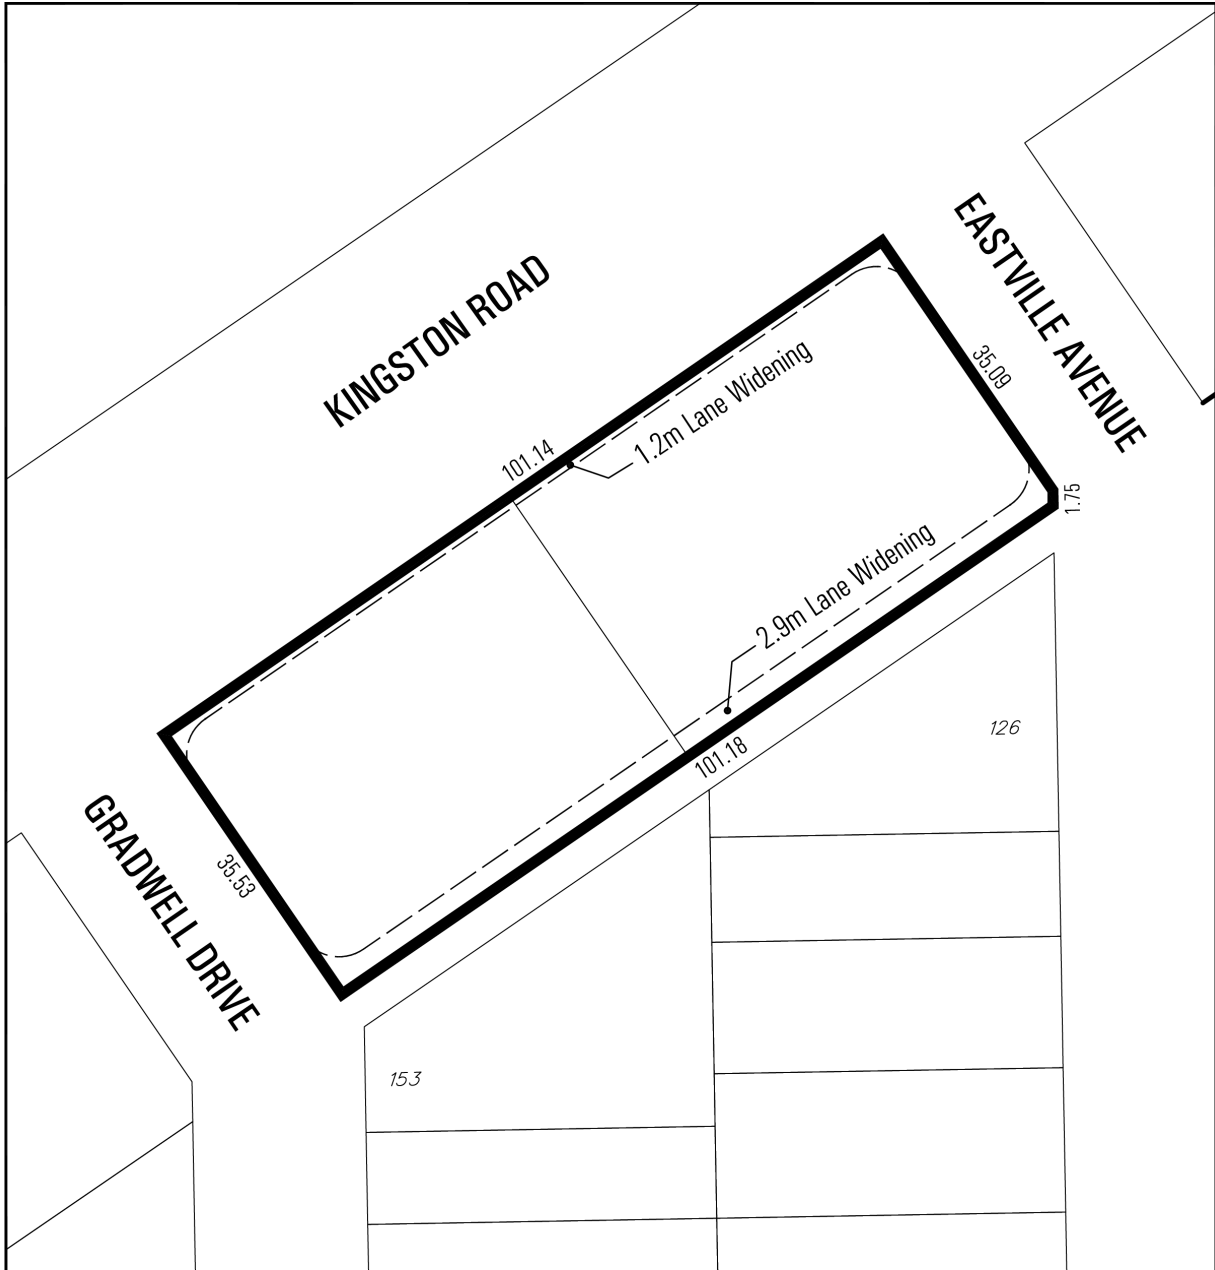 EASTVILLE AVENUE
KINGSTON ROAD
35.09
1.2m Lane Widening
101.14
1.75
2.9m Lane Widening
126
101.18
GRADWELL DRIVE
35.53
153